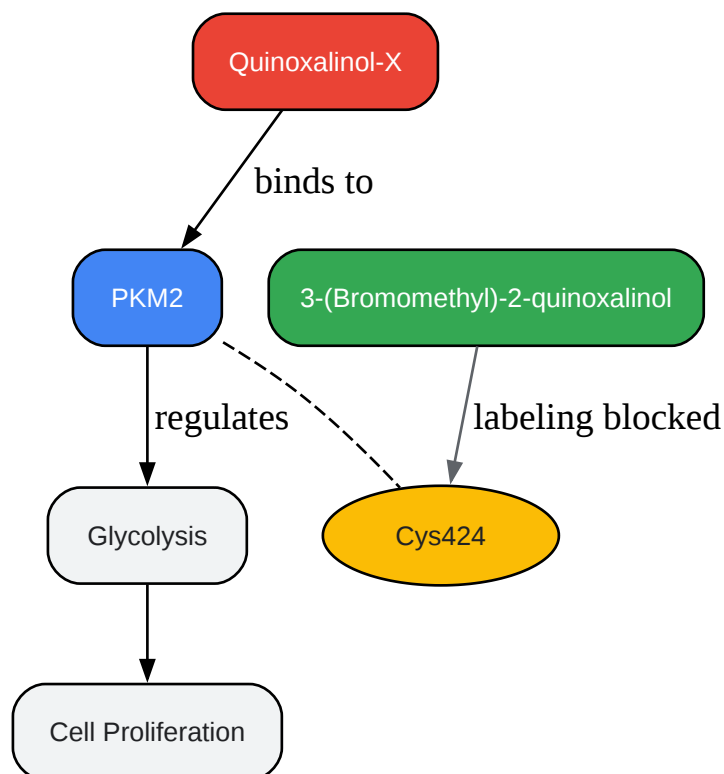 Quinoxalinol-X
binds to
PKM2
3-(Bromomethyl)-2-quinoxalinol
regulates
labeling blocked
Glycolysis
Cys424
Cell Proliferation